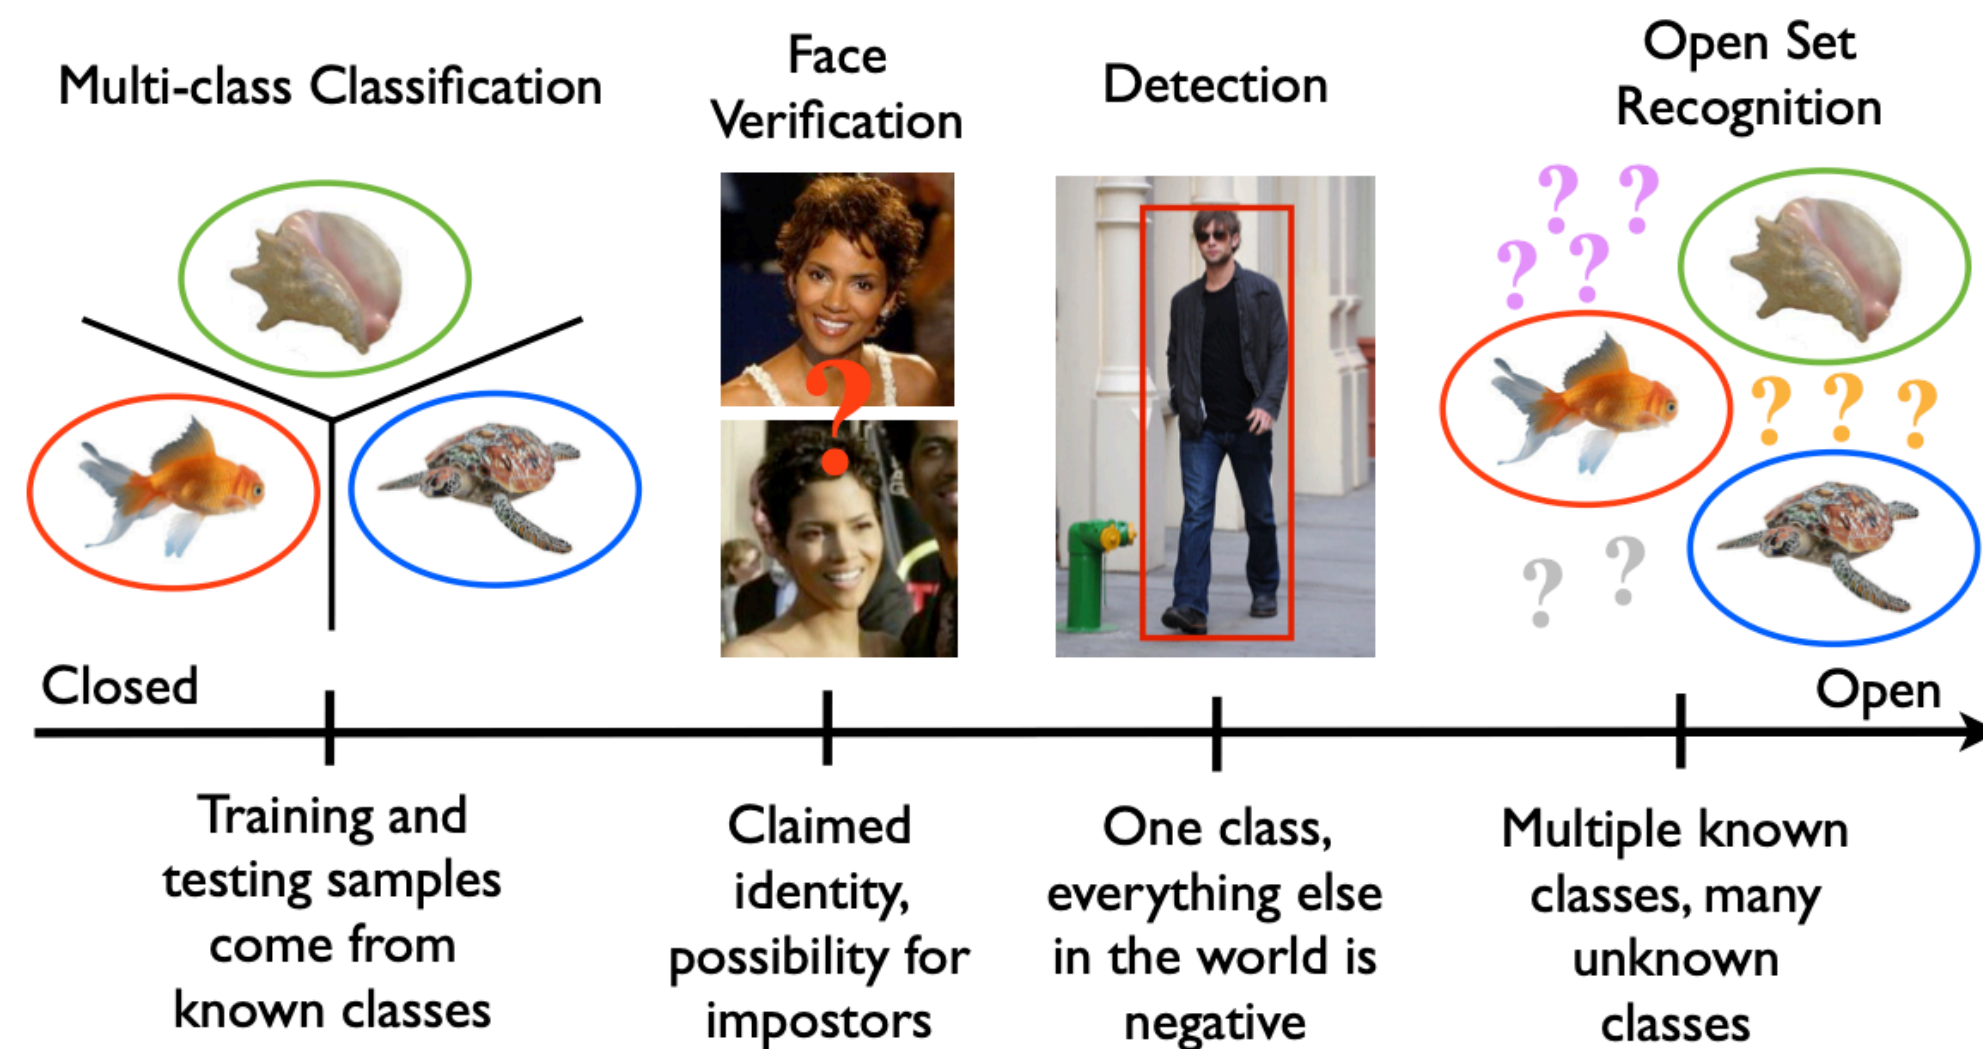 Multi-class Classification
Face
Verification
Detection
Open Set
Recognition
?
? ?
? ?
? ? ?
? ?
Closed
Open
Training and
testing samples
come from
known classes
Claimed
identity,
possibility for
impostors
One class,
everything else
in the world is
negative
Multiple known
classes, many
unknown
classes